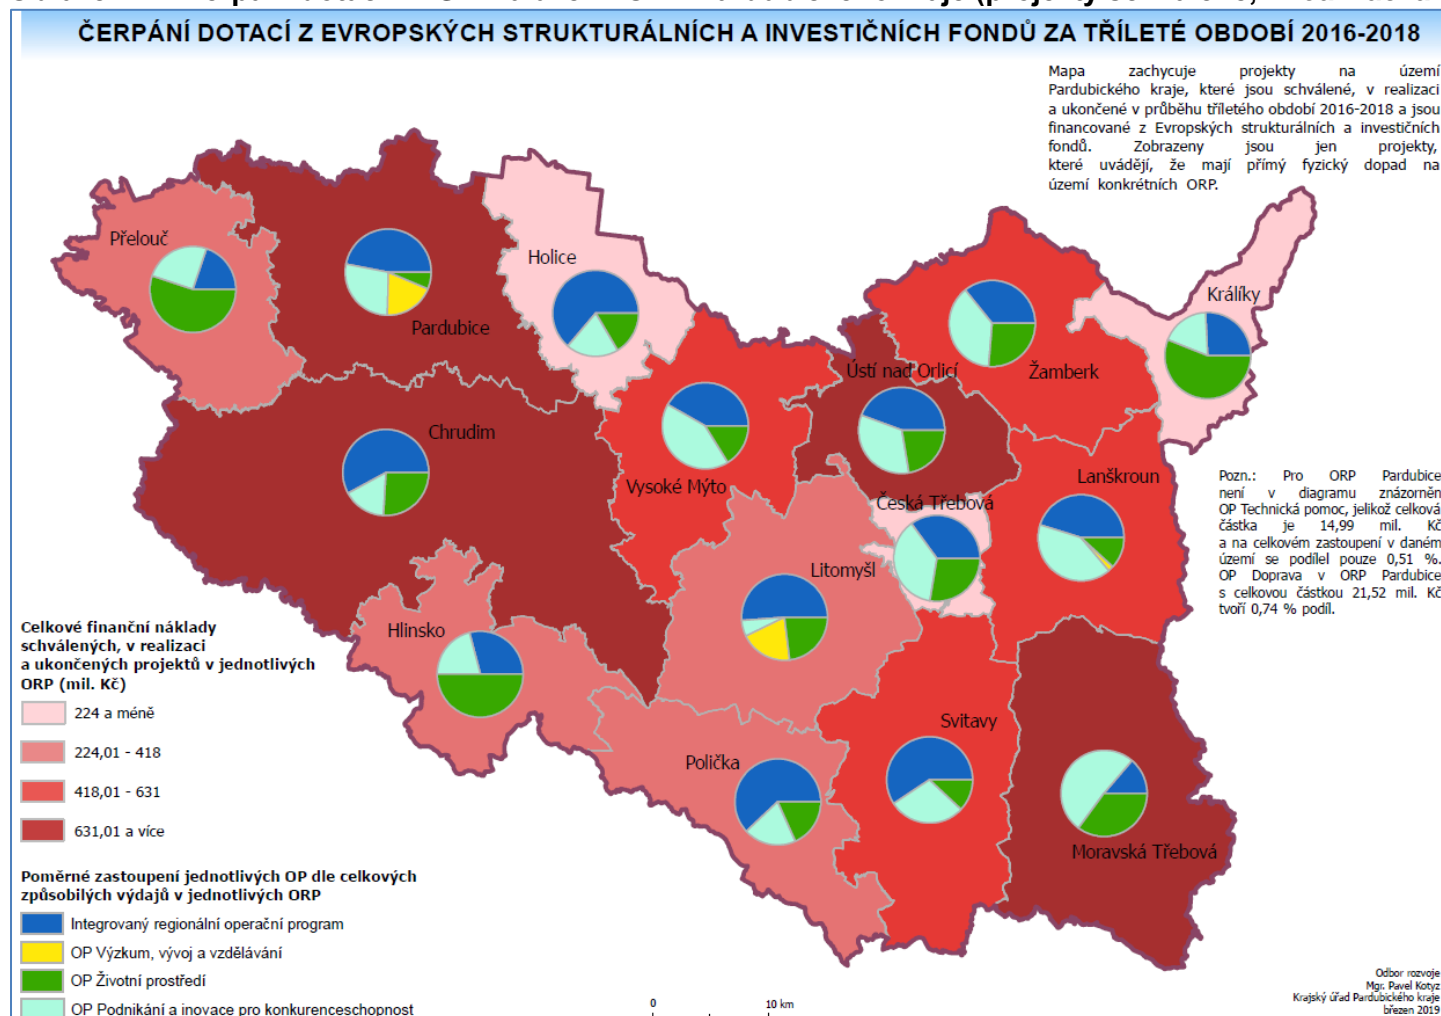 ČERPÁNÍ DOTACÍ Z EVROPSKÝCH STRUKTURÁLNÍCH A INVESTIČNÍCH FONDŮ ZA TŘÍLETÉ OBDOBÍ 2016-2018
Mapa zachycuje projekty na území
Pardubického kraje, které jsou schválené, v realizaci
a ukončené v průběhu tříletého období 2016-2018 a jsou
financované z Evropských strukturálních a investičních
fondů. Zobrazeny jsou jen projekty,
které uvádějí, že mají přímý fyzický dopad na
území konkrétních ORP.
Přelouč
Pardubice
Holice
Králíky
Žamberk
Ústí nad Orlicí
Chrudim
Vysoké Mýto
Česká Třebová
Lanškroun
Litomyšl
Hlinsko
Svitavy
Polička
Moravská Třebová
Pozn.: Pro ORP Pardubice
není v diagramu znázorněn
OP Technická pomoc, jelikož celková
částka je 14,99 mil. Kč
a na celkovém zastoupení v daném
území se podílel pouze 0,51 %.
OP Doprava v ORP Pardubice
s celkovou částkou 21,52 mil. Kč
tvoří 0,74 % podíl.
Celkové finanční náklady
schválených, v realizaci
a ukončených projektů v jednotlivých
ORP (mil. Kč)
224 a méně
224,01 - 418
418,01 - 631
631,01 a více
Poměrné zastoupení jednotlivých OP dle celkových
způsobilých výdajů v jednotlivých ORP
Integrovaný regionální operační program
OP Výzkum, vývoj a vzdělávání
OP Životní prostředí
OP Podnikání a inovace pro konkurenceschopnost
0 10 km
Odbor rozvoje
Mgr. Pavel Kotyz
Krajský úřad Pardubického kraje
březen 2019